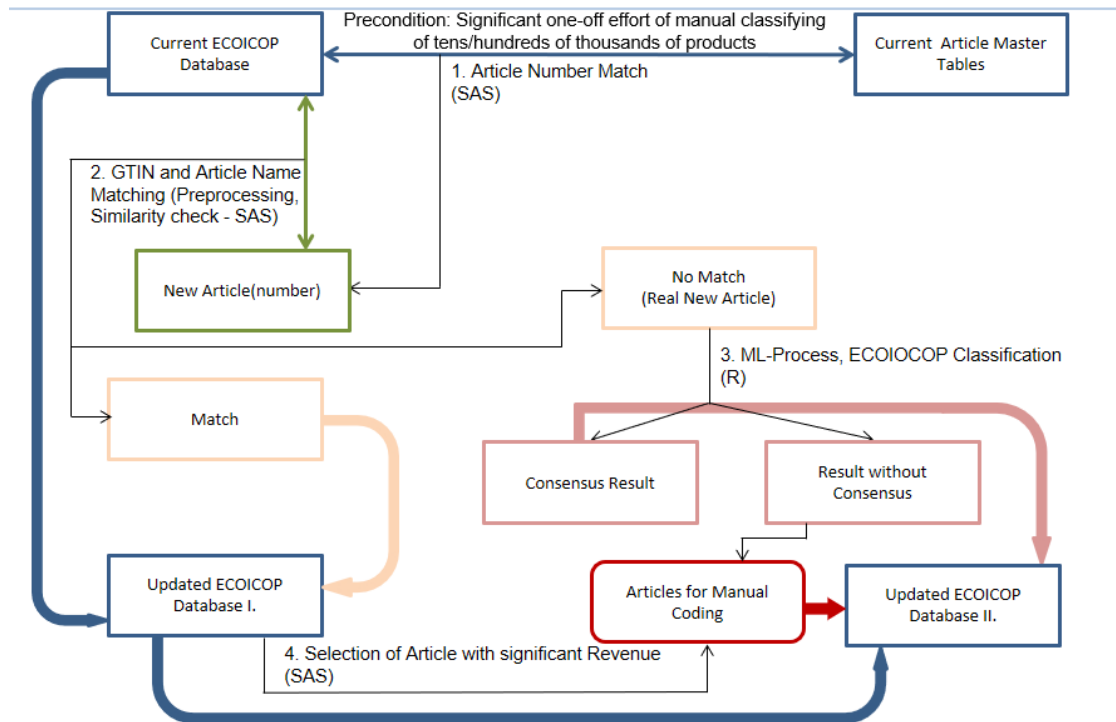 Precondition: Significant one-off effort of manual classifying
of tens/hundreds of thousands of products
Current ECOICOP
Database
Current  Article Master
Tables
1. Article Number Match
(SAS)
2. GTIN and Article Name
Matching (Preprocessing,
Similarity check - SAS)
New Article(number)
No Match
(Real New Article)
3. ML-Process, ECOIOCOP Classification
(R)
Match
Consensus Result
Result without
Consensus
Updated ECOICOP
Database I.
Articles for Manual
Coding
Updated ECOICOP
Database II.
4. Selection of Article with significant Revenue
(SAS)